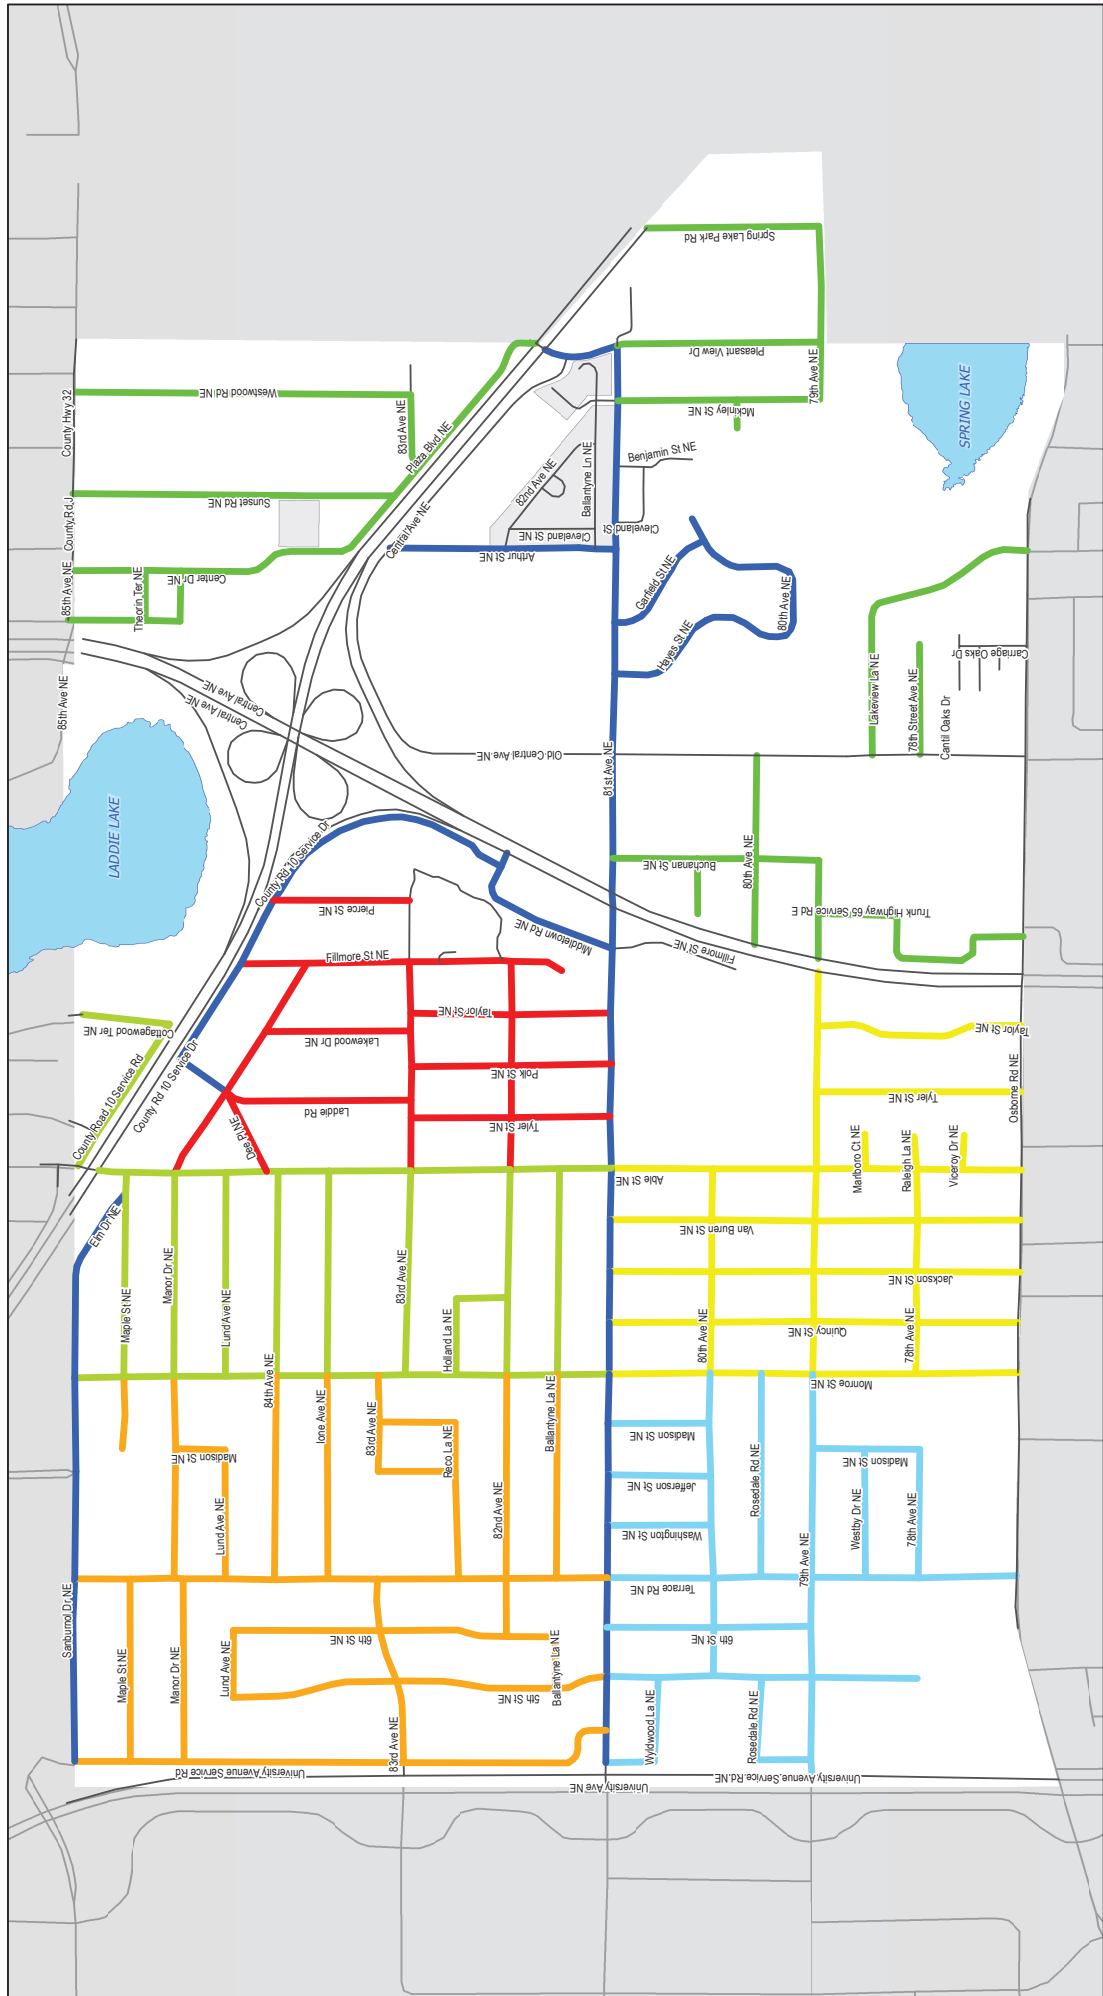 Spring Lake Park Rd
Pleasant View Dr
79th Ave NE
Mckinley St NE
SPRING LAKE
Westwood Rd NE
County Hwy 32
83rd Ave NE
Plaza Blvd NE
Benjamin St NE
82nd Ave NE
Ballantyne Ln NE
Sunset Rd NE
County Rd J
Central Ave NE
Cleveland St NE
Cleveland St
Arthur St NE
85th Ave NE
Theorin Ter NE
Center Dr NE
Garfield St NE
80th Ave NE
Hayes St NE
Carriage Oaks Dr
Lakeview La NE
78th Street Ave NE
Cantil Oaks Dr
85th Ave NE
Central Ave NE
Central Ave NE
Old Central Ave NE
81st Ave NE
LADDIE LAKE
County Rd 10 Service Dr
Buchanan St NE
80th Ave NE
Trunk Highway 65 Service Rd E
Pierce St NE
Middletown Rd NE
Fillmore St NE
Fillmore St NE
Cottagewood Ter NE
Taylor St NE
Taylor St NE
Lakewood Dr NE
County Road 10 Service Rd
County Rd 10 Service Dr
Polk St NE
Osborne Rd NE
Tyler St NE
Laddie Rd
Dee Pl NE
Tyler St NE
Marlboro Ct NE
Raleigh La NE
Viceroy Dr NE
Able St NE
Elm Dr NE
Van Buren St NE
Manor Dr NE
83rd Ave NE
Jackson St NE
Maple St NE
Lund Ave NE
Holland La NE
80th Ave NE
Quincy St NE
78th Ave NE
84th Ave NE
Monroe St NE
Ione Ave NE
83rd Ave NE
Ballantyne La NE
Madison St NE
Madison St NE
Reco La NE
Rosedale Rd NE
Madison St NE
Jefferson St NE
Lund Ave NE
82nd Ave NE
Washington St NE
Westby Dr NE
78th Ave NE
79th Ave NE
Terrace Rd NE
Sanburnol Dr NE
6th St NE
6th St NE
Maple St NE
Manor Dr NE
Lund Ave NE
Ballantyne La NE
5th St NE
Wyldwood La NE
Rosedale Rd NE
83rd Ave NE
University Avenue Service Rd
University Avenue Service Rd NE
University Ave NE